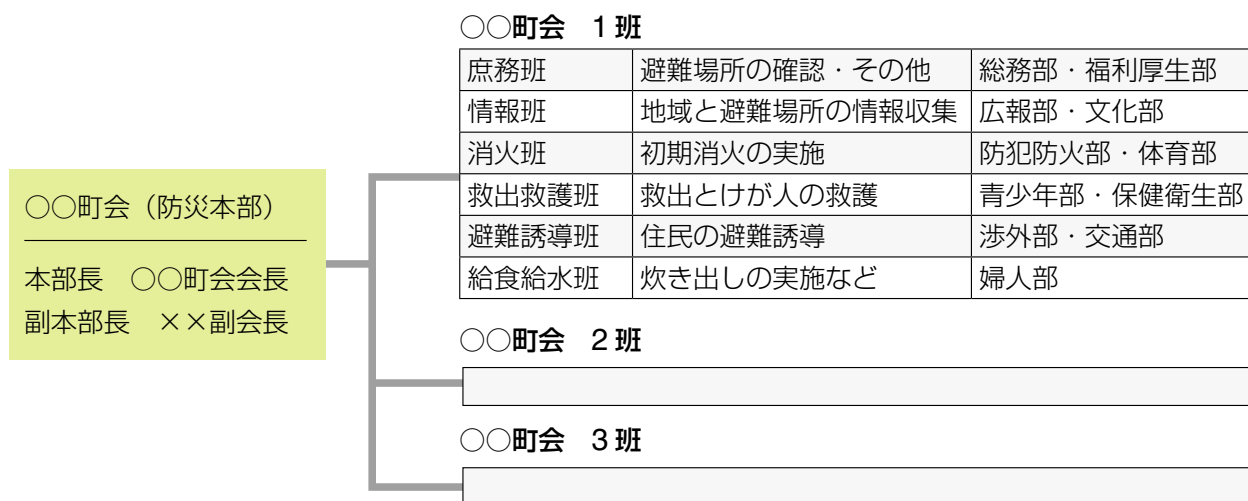 ○○町会（防災本部）
本部長　○○町会会長
副本部長　××副会長
○○町会　1 班
庶務班 避難場所の確認・その他 総務部・福利厚生部
情報班 地域と避難場所の情報収集 広報部・文化部
消火班 初期消火の実施 防犯防火部・体育部
救出救護班 救出とけが人の救護 青少年部・保健衛生部
避難誘導班 住民の避難誘導 渉外部・交通部
給食給水班 炊き出しの実施など 婦人部
○○町会　2 班
○○町会　3 班